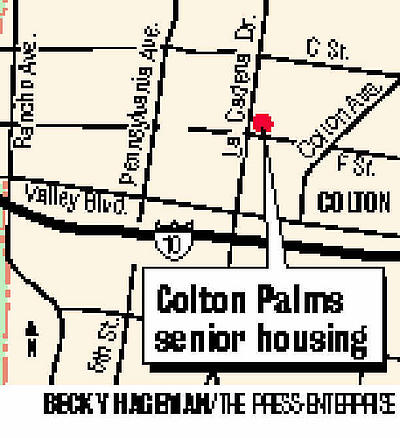 Rancho Ave.
Pennsylvania Ave.
La Cadena Dr.
C St.
Colton Ave.
F St.
Valley Blvd.
COLTON
10
Colton Palms
senior housing
5th St.
N
BECKY HAGEMAN/THE PRESS-ENTERPRISE